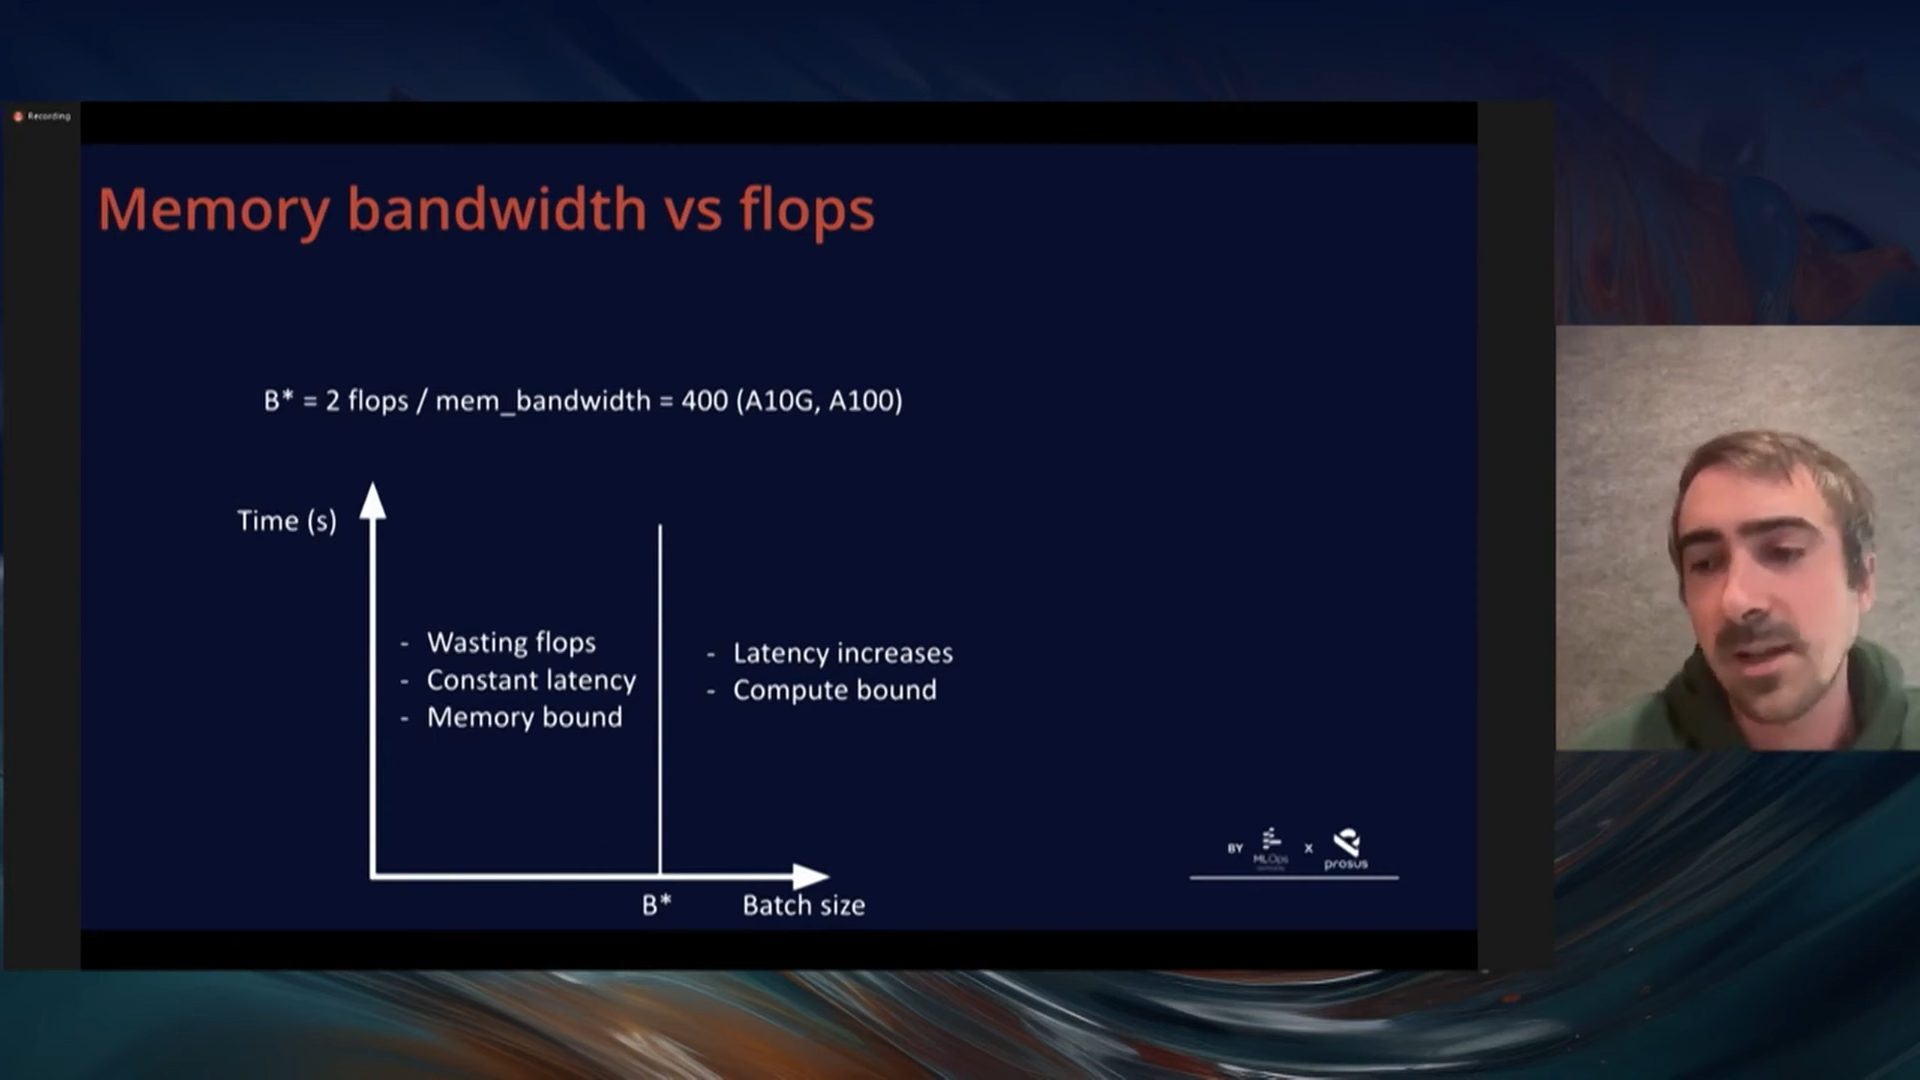 Recording
Memory bandwidth vs flops
B* = 2 flops / mem_bandwidth = 400 (A10G, A100)
Time (s)
- Wasting flops
- Constant latency
- Memory bound
- Latency increases
- Compute bound
B*
Batch size
BY MLOps x prosus